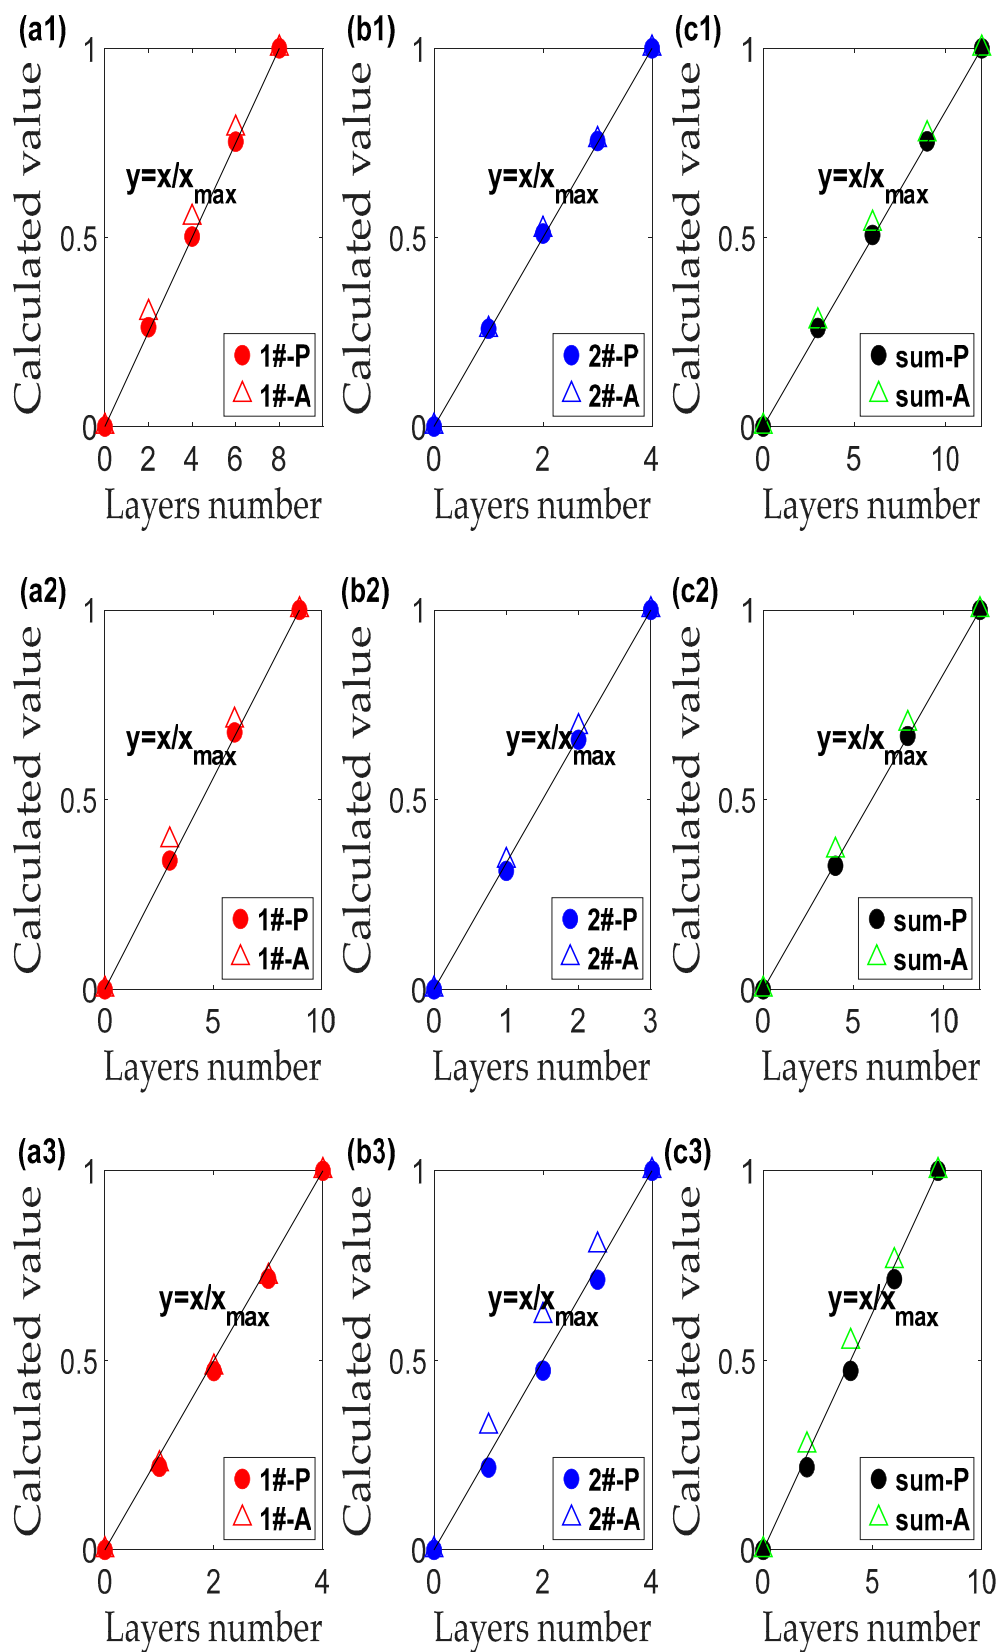 (a1)
Calculated value
1
0.5
0
y=x/xmax
1#-P
1#-A
0 2 4 6 8
Layers number
(b1)
Calculated value
1
0.5
0
y=x/xmax
2#-P
2#-A
0 2 4
Layers number
(c1)
Calculated value
1
0.5
0
y=x/xmax
sum-P
sum-A
0 5 10
Layers number
(a2)
Calculated value
1
0.5
0
y=x/xmax
1#-P
1#-A
0 5 10
Layers number
(b2)
Calculated value
1
0.5
0
y=x/xmax
2#-P
2#-A
0 1 2 3
Layers number
(c2)
Calculated value
1
0.5
0
y=x/xmax
sum-P
sum-A
0 5 10
Layers number
(a3)
Calculated value
1
0.5
0
y=x/xmax
1#-P
1#-A
0 2 4
Layers number
(b3)
Calculated value
1
0.5
0
y=x/xmax
2#-P
2#-A
0 2 4
Layers number
(c3)
Calculated value
1
0.5
0
y=x/xmax
sum-P
sum-A
0 5 10
Layers number